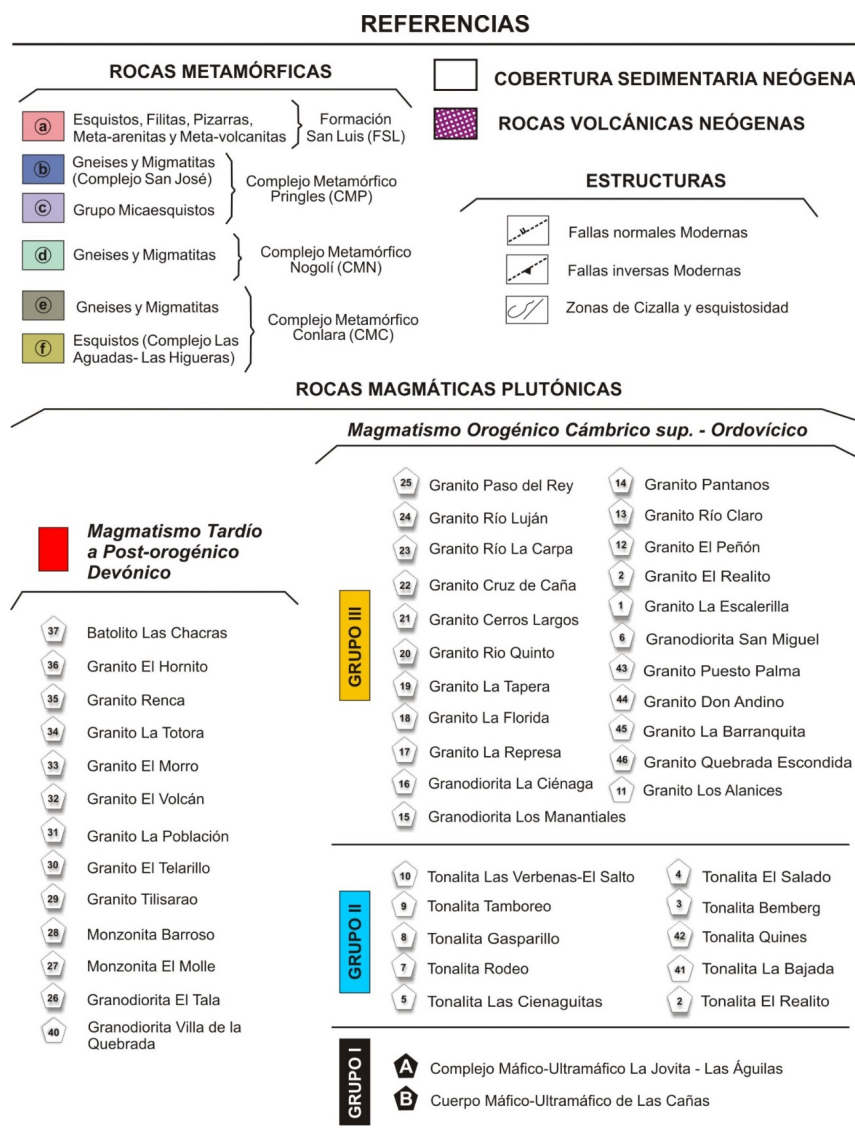 REFERENCIAS
ROCAS METAMÓRFICAS
a
Esquistos, Filitas, Pizarras,
Meta-arenitas y Meta-volcanitas
Formación
San Luis (FSL)
b
Gneises y Migmatitas
(Complejo San José)
c
Grupo Micaesquistos
Complejo Metamórfico
Pringles (CMP)
d
Gneises y Migmatitas
Complejo Metamórfico
Nogolí (CMN)
e
Gneises y Migmatitas
f
Esquistos (Complejo Las
Aguadas- Las Higueras)
Complejo Metamórfico
Conlara (CMC)
COBERTURA SEDIMENTARIA NEÓGENA
ROCAS VOLCÁNICAS NEÓGENAS
ESTRUCTURAS
Fallas normales Modernas
Fallas inversas Modernas
Zonas de Cizalla y esquistosidad
ROCAS MAGMÁTICAS PLUTÓNICAS
Magmatismo Tardío
a Post-orogénico
Devónico
37 Batolito Las Chacras
36 Granito El Hornito
35 Granito Renca
34 Granito La Totora
33 Granito El Morro
32 Granito El Volcán
31 Granito La Población
30 Granito El Telarillo
29 Granito Tilisarao
28 Monzonita Barroso
27 Monzonita El Molle
26 Granodiorita El Tala
40 Granodiorita Villa de la
Quebrada
Magmatismo Orogénico Cámbrico sup. - Ordovícico
GRUPO III
25 Granito Paso del Rey
24 Granito Río Luján
23 Granito Río La Carpa
22 Granito Cruz de Caña
21 Granito Cerros Largos
20 Granito Rio Quinto
19 Granito La Tapera
18 Granito La Florida
17 Granito La Represa
16 Granodiorita La Ciénaga
15 Granodiorita Los Manantiales
14 Granito Pantanos
13 Granito Río Claro
12 Granito El Peñón
2 Granito El Realito
1 Granito La Escalerilla
6 Granodiorita San Miguel
43 Granito Puesto Palma
44 Granito Don Andino
45 Granito La Barranquita
46 Granito Quebrada Escondida
11 Granito Los Alanices
GRUPO II
10 Tonalita Las Verbenas-El Salto
9 Tonalita Tamboreo
8 Tonalita Gasparillo
7 Tonalita Rodeo
5 Tonalita Las Cienaguitas
4 Tonalita El Salado
3 Tonalita Bemberg
42 Tonalita Quines
41 Tonalita La Bajada
2 Tonalita El Realito
GRUPO I
A Complejo Máfico-Ultramáfico La Jovita - Las Águilas
B Cuerpo Máfico-Ultramáfico de Las Cañas